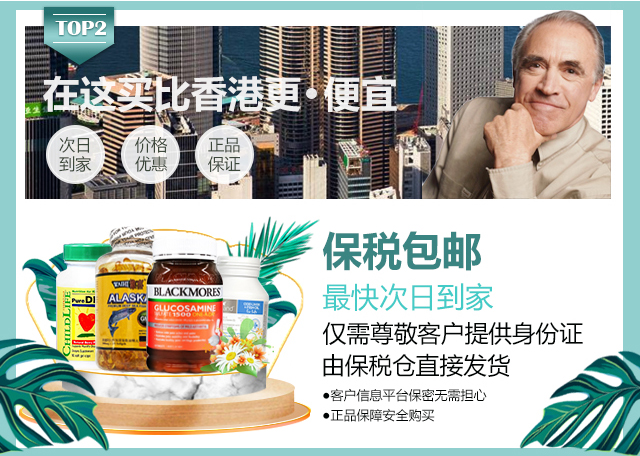 TOP2
在这买比香港更·便宜
次日
到家
价格
优惠
正品
保证
保税包邮
最快次日到家
仅需尊敬客户提供身份证
由保税仓直接发货
●客户信息平台保密无需担心
●正品保障安全购买
CHILDLIFE
Pure DHA
ALASKA
BLACKMORES
GLUCOSAMINE
1500